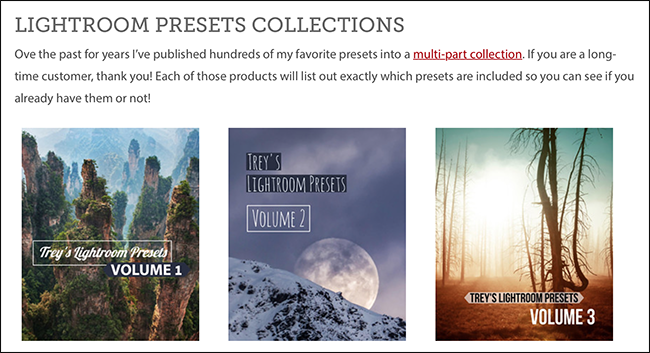 LIGHTROOM PRESETS COLLECTIONS
Ove the past for years I've published hundreds of my favorite presets into a multi-part collection. If you are a long-
time customer, thank you! Each of those products will list out exactly which presets are included so you can see if you
already have them or not!
Trey's Lightroom Presets
VOLUME 1
Trey's
Lightroom Presets
Volume 2
TREY'S LIGHTROOM PRESETS
VOLUME 3